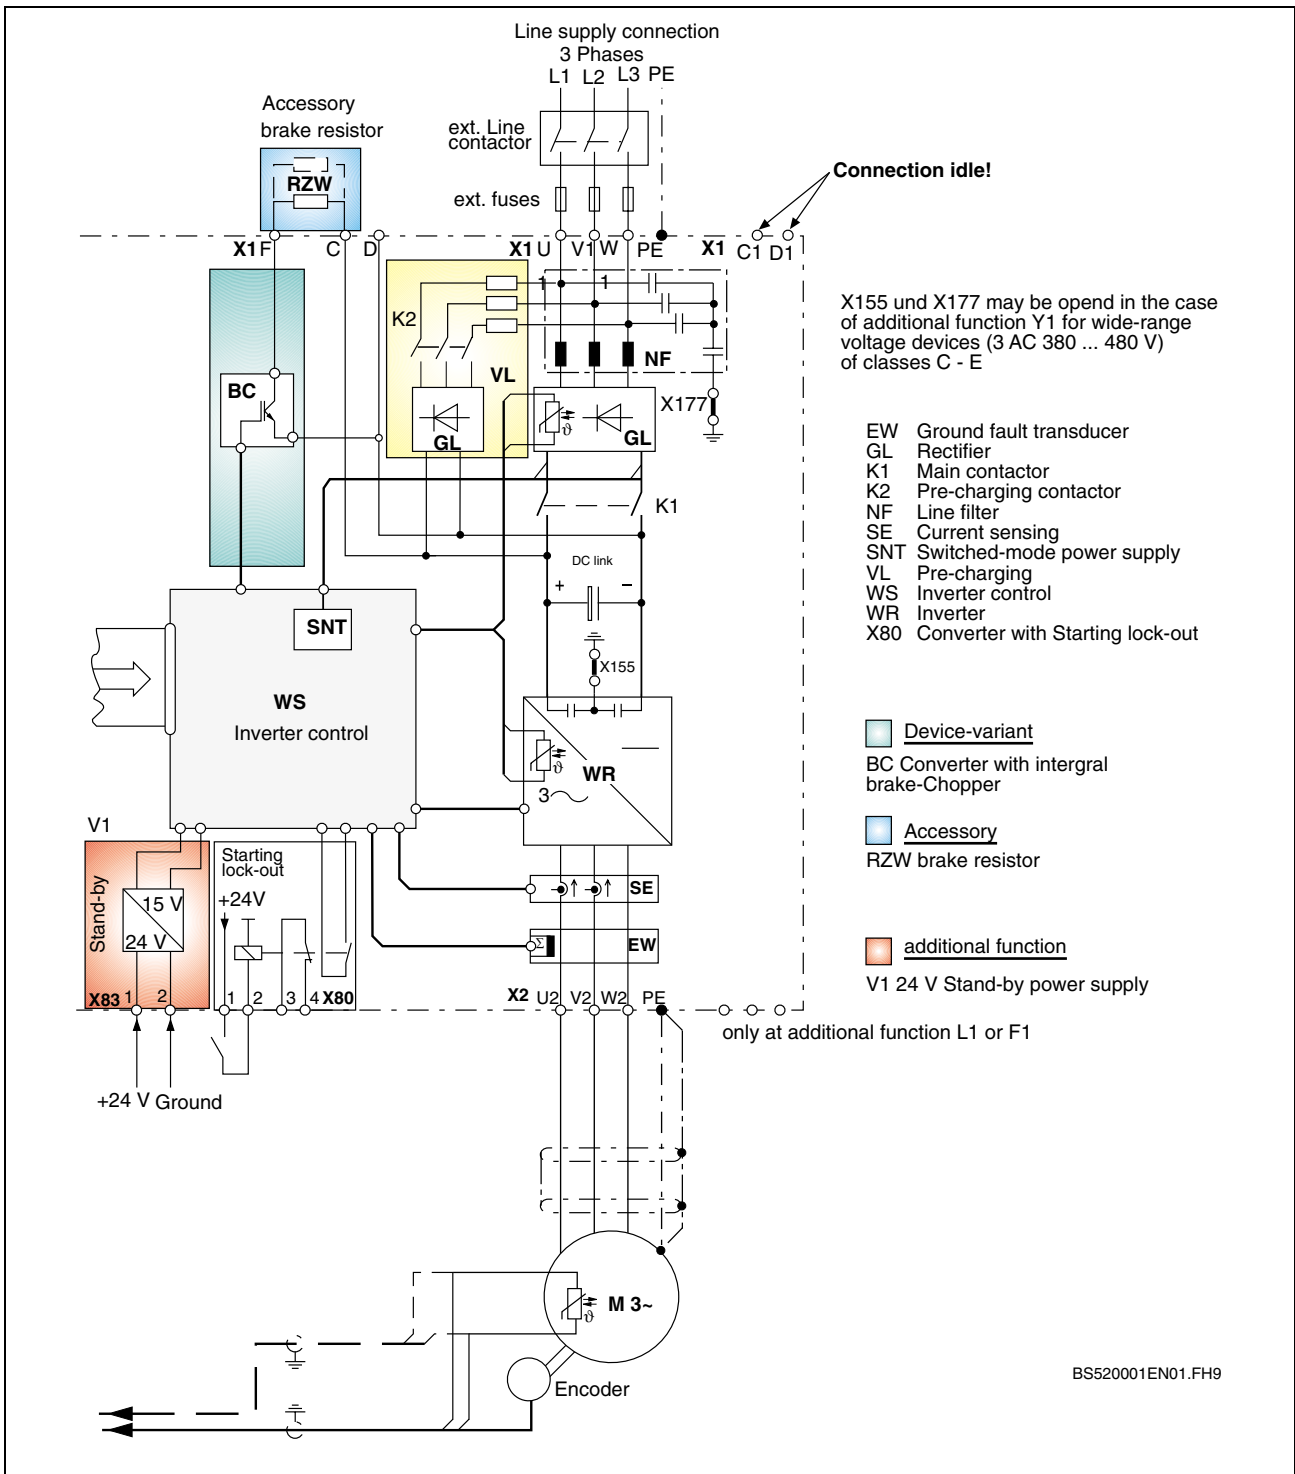 Line supply connection
3 Phases
L1 L2 L3 PE
Accessory
brake resistor
ext. Line
contactor
RZW
Connection idle!
ext. fuses
X1 F C D X1 U V1 W PE X1 C1 D1
1 1
K2
NF
VL
BC
X177
GL
ϑ
GL
X155 und X177 may be opend in the case
of additional function Y1 for wide-range
voltage devices (3 AC 380 ... 480 V)
of classes C - E
K1
EW Ground fault transducer
GL Rectifier
K1 Main contactor
K2 Pre-charging contactor
NF Line filter
SE Current sensing
SNT Switched-mode power supply
VL Pre-charging
WS Inverter control
WR Inverter
X80 Converter with Starting lock-out
DC link
+ −
SNT
X155
WS
Inverter control
ϑ
WR
3
Device-variant
BC Converter with intergral
brake-Chopper
Accessory
RZW brake resistor
additional function
V1 24 V Stand-by power supply
V1
Stand-by
15 V
24 V
Starting
lock-out
+24V
SE
Σ
EW
X83 1 2 1 2 3 4 X80
X2 U2 V2 W2 PE
only at additional function L1 or F1
+24 V Ground
M 3~
ϑ
Encoder
BS520001EN01.FH9